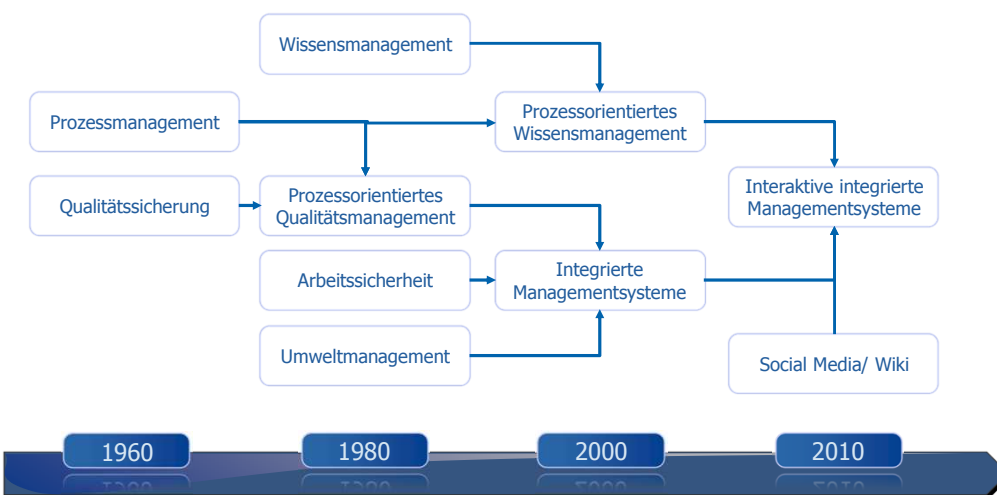 Wissensmanagement
Prozessmanagement
Prozessorientiertes
Wissensmanagement
Qualitätssicherung
Prozessorientiertes
Qualitätsmanagement
Interaktive integrierte
Managementsysteme
Arbeitssicherheit
Integrierte
Managementsysteme
Umweltmanagement
Social Media/ Wiki
1960
1980
2000
2010